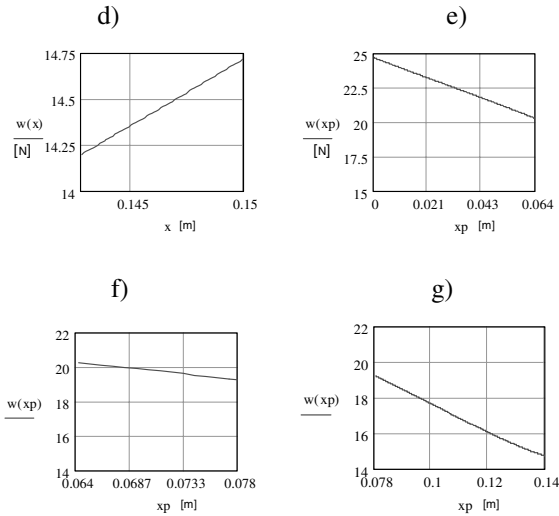 d)
14.75
14.5
w(x)
[N]
14.25
14
0.145
0.15
x [m]
e)
25
22.5
20
w(xp)
[N]
17.5
15
0
0.021
0.043
0.064
xp [m]
f)
22
20
18
w(xp)
16
14
0.064
0.0687
0.0733
0.078
xp [m]
g)
22
20
18
w(xp)
16
14
0.078
0.1
0.12
0.14
xp [m]